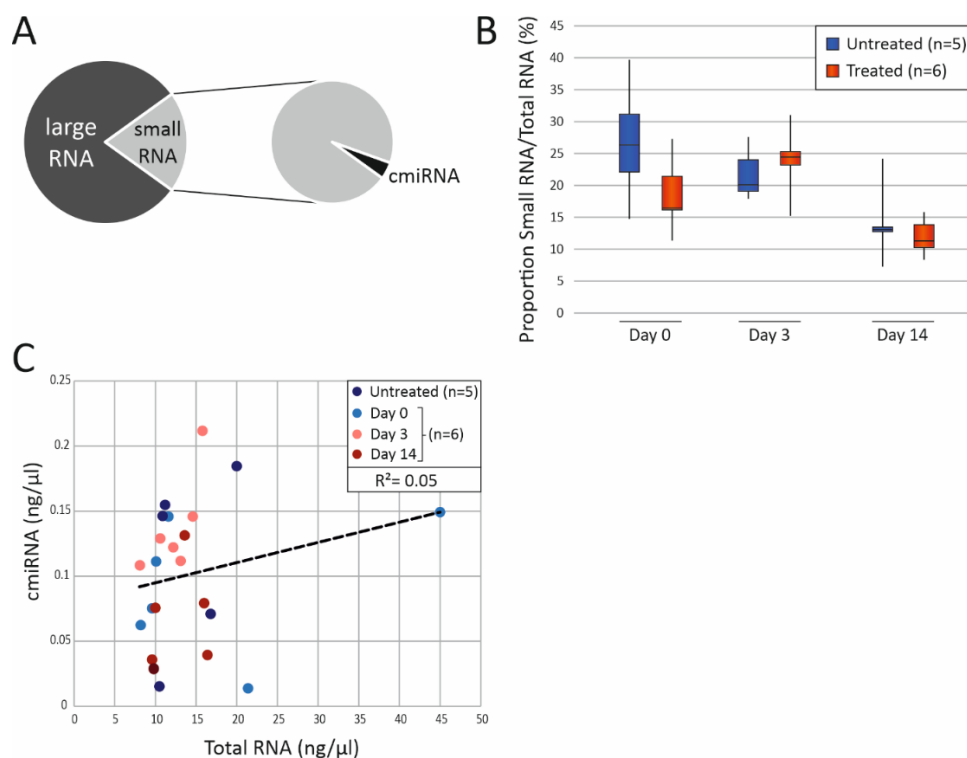 A
large
RNA
small
RNA
cmiRNA
B
Proportion Small RNA/Total RNA (%)
45
40
35
30
25
20
15
10
5
0
Untreated (n=5)
Treated (n=6)
Day 0
Day 3
Day 14
C
cmiRNA (ng/µl)
0.25
0.2
0.15
0.1
0.05
0
Untreated (n=5)
Day 0
Day 3 (n=6)
Day 14
R²= 0.05
0 5 10 15 20 25 30 35 40 45 50
Total RNA (ng/µl)